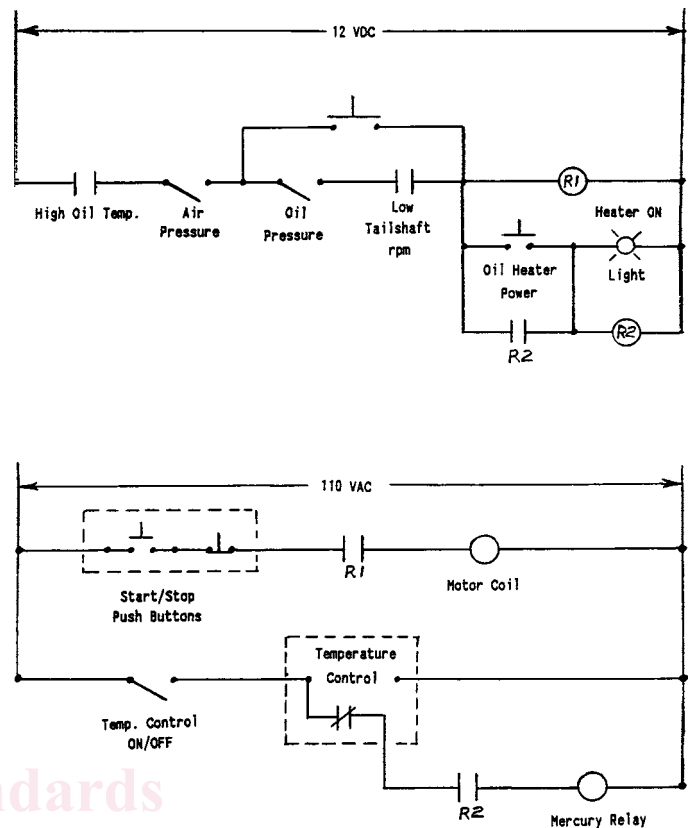 12 VDC
High Oil Temp.
Air
Pressure
Oil
Pressure
Low
Tailshaft
rpm
R1
Heater ON
Light
Oil Heater
Power
R2
R2
110 VAC
Start/Stop
Push Buttons
R1
Motor Coil
Temperature
Control
Temp. Control
ON/OFF
R2
Mercury Relay
ndards